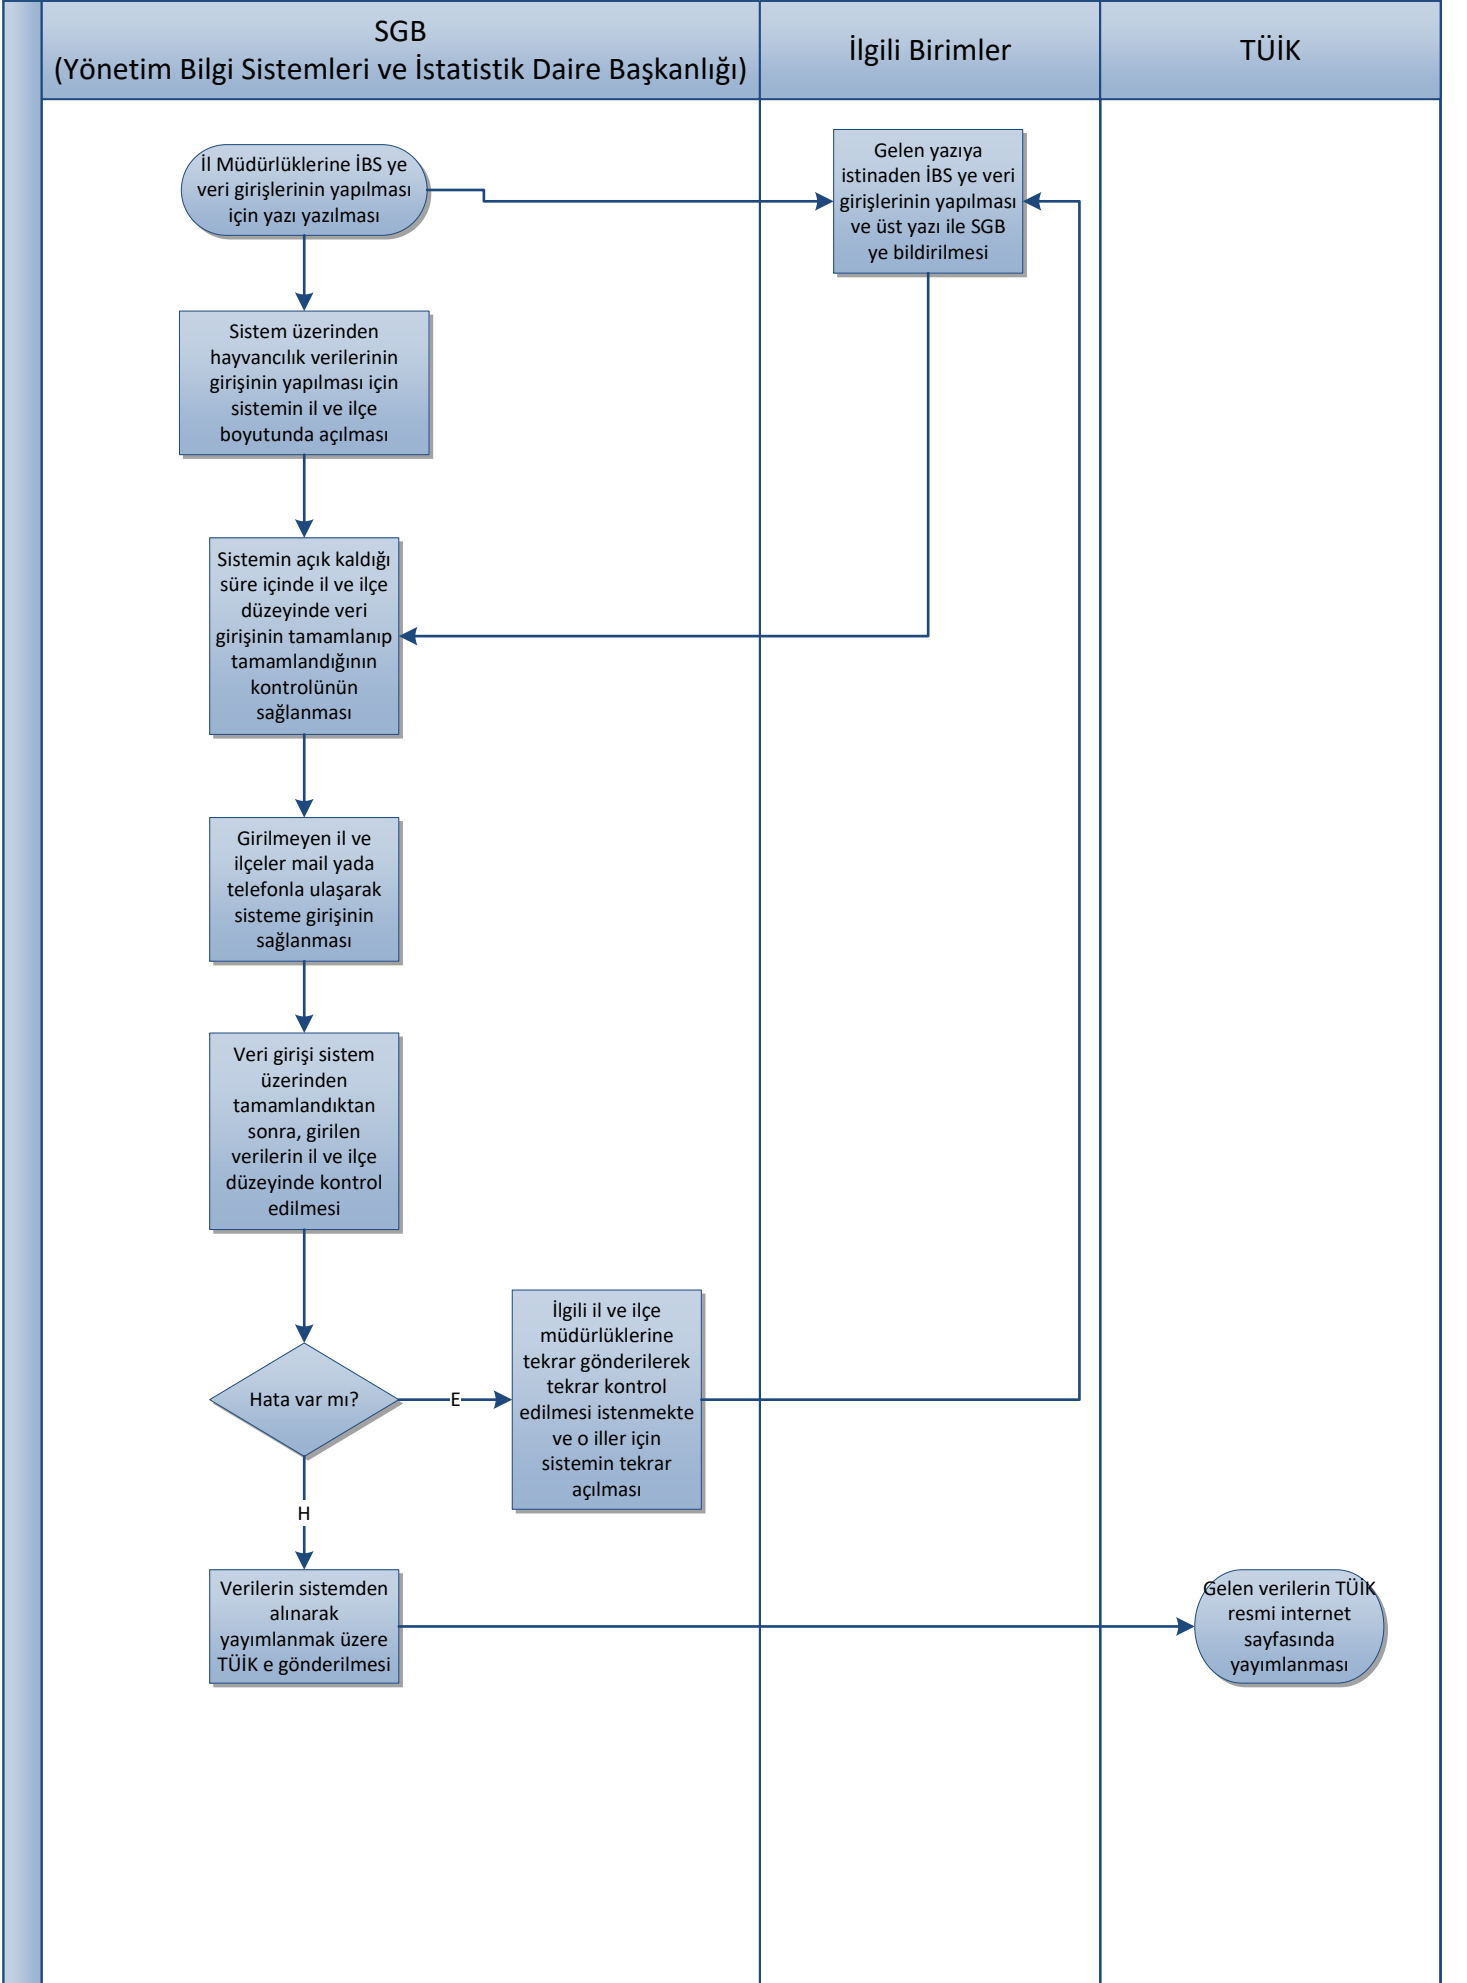 SGB
(Yönetim Bilgi Sistemleri ve İstatistik Daire Başkanlığı)
İlgili Birimler
TÜİK
İl Müdürlüklerine İBS ye
veri girişlerinin yapılması
için yazı yazılması
Gelen yazıya
istinaden İBS ye veri
girişlerinin yapılması
ve üst yazı ile SGB
ye bildirilmesi
Sistem üzerinden
hayvancılık verilerinin
girişinin yapılması için
sistemin il ve ilçe
boyutunda açılması
Sistemin açık kaldığı
süre içinde il ve ilçe
düzeyinde veri
girişinin tamamlanıp
tamamlandığının
kontrolünün
sağlanması
Girilmeyen il ve
ilçeler mail yada
telefonla ulaşarak
sisteme girişinin
sağlanması
Veri girişi sistem
üzerinden
tamamlandıktan
sonra, girilen
verilerin il ve ilçe
düzeyinde kontrol
edilmesi
Hata var mı?
E
İlgili il ve ilçe
müdürlüklerine
tekrar gönderilerek
tekrar kontrol
edilmesi istenmekte
ve o iller için
sistemin tekrar
açılması
H
Verilerin sistemden
alınarak
yayımlanmak üzere
TÜİK e gönderilmesi
Gelen verilerin TÜİK
resmi internet
sayfasında
yayımlanması